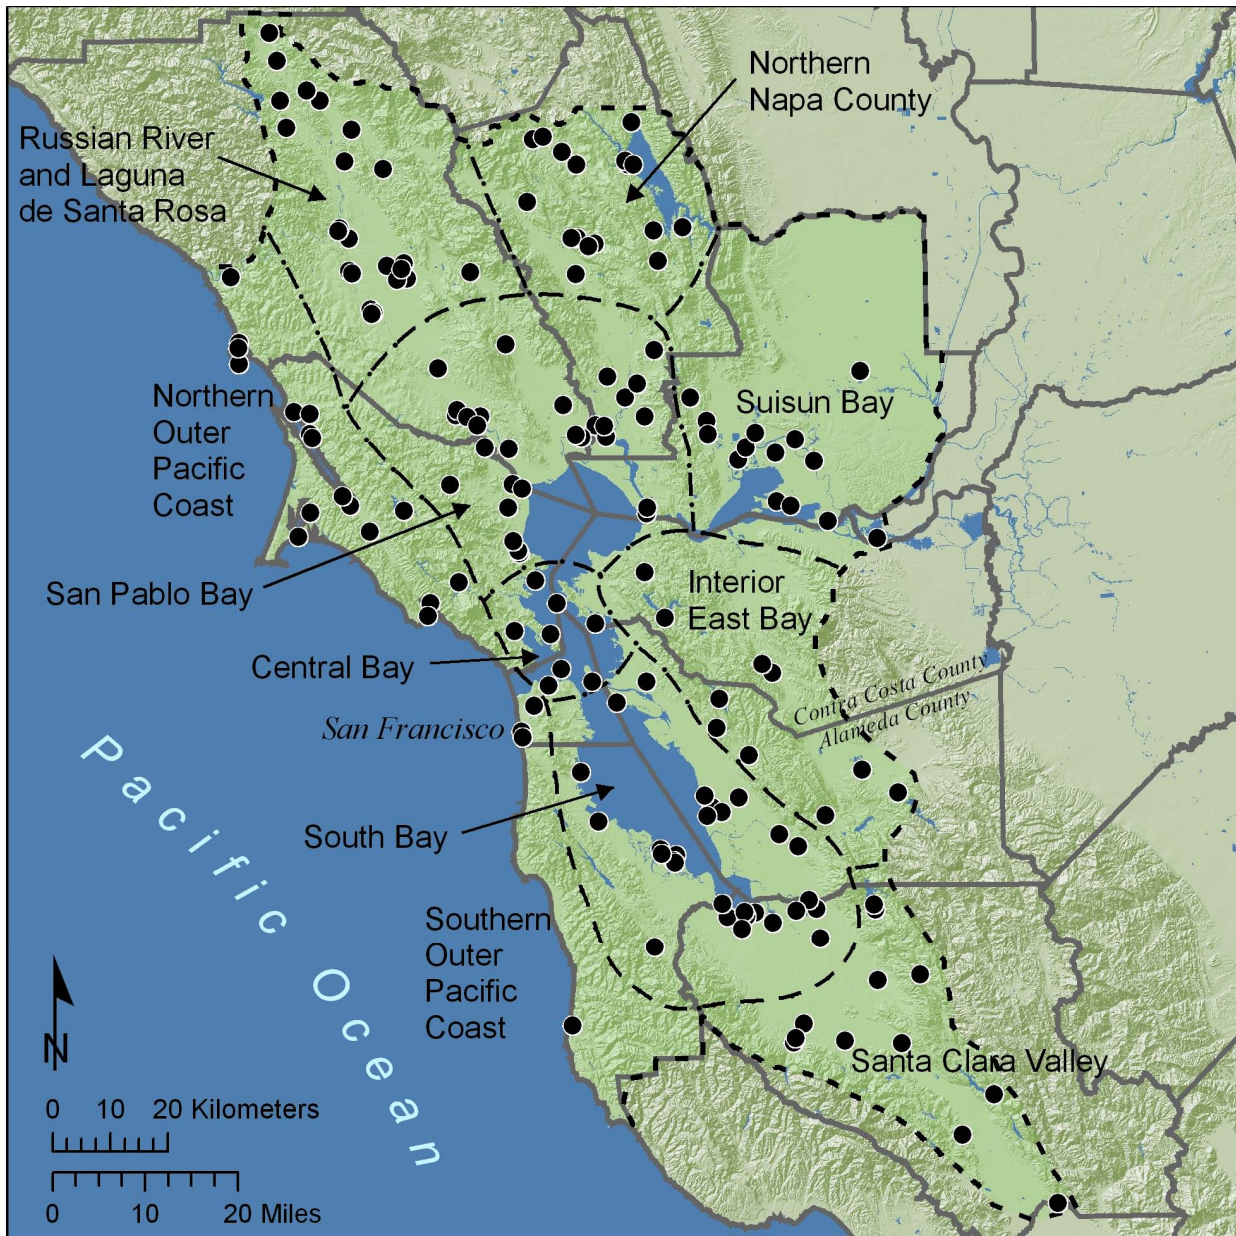 Northern
Napa County
Russian River
and Laguna
de Santa Rosa
Northern
Outer
Pacific
Coast
Suisun Bay
San Pablo Bay
Interior
East Bay
Central Bay
Contra Costa County
Alameda County
San Francisco
Pacific Ocean
South Bay
Southern
Outer
Pacific
Coast
Santa Clara Valley
N
0 10 20 Kilometers
0 10 20 Miles